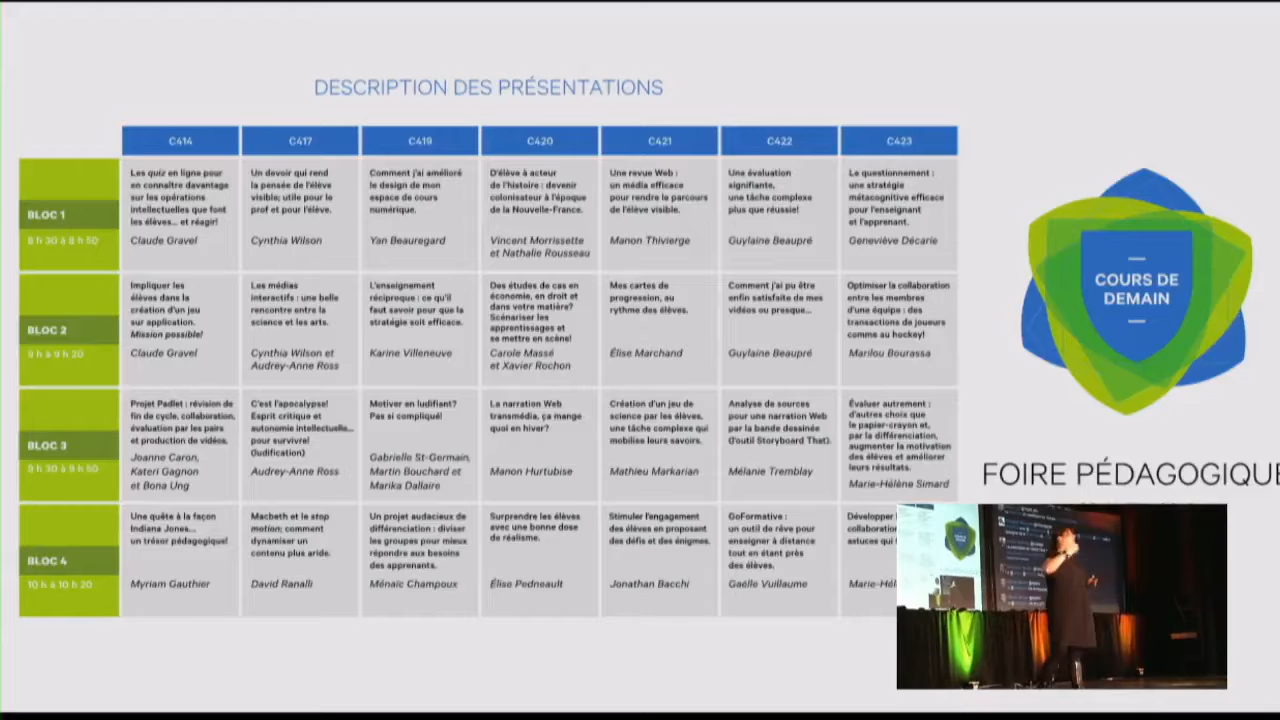 DESCRIPTION DES PRÉSENTATIONS
C414
C417
C419
C420
C421
C422
C423
BLOC 1
8 h 30 à 8 h 50
Les quiz en ligne pour
en connaître davantage
sur les opérations
intellectuelles que font
les élèves... et réagir!
Claude Gravel
Un devoir qui rend
la pensée de l'élève
visible; utile pour le
prof et pour l'élève.
Cynthia Wilson
Comment j'ai amélioré
le design de mon
espace de cours
numérique.
Yan Beauregard
D'élève à acteur
de l'histoire : devenir
colonisateur à l'époque
de la Nouvelle-France.
Vincent Morrissette
et Nathalie Rousseau
Une revue Web :
un média efficace
pour rendre le parcours
de l'élève visible.
Manon Thivierge
Une évaluation
signifiante,
une tâche complexe
plus que réussie!
Guylaine Beaupré
Le questionnement :
une stratégie
métacognitive efficace
pour l'enseignant
et l'apprenant.
Geneviève Décarie
BLOC 2
9 h à 9 h 20
Impliquer les
élèves dans la
création d'un jeu
sur application.
Mission possible!
Claude Gravel
Les médias
interactifs : une belle
rencontre entre la
science et les arts.
Cynthia Wilson et
Audrey-Anne Ross
L'enseignement
réciproque : ce qu'il
faut savoir pour que la
stratégie soit efficace.
Karine Villeneuve
Des études de cas en
économie, en droit et
dans votre matière?
Scénariser les
apprentissages et
se mettre en scène!
Carole Massé
et Xavier Rochon
Mes cartes de
progression, au
rythme des élèves.
Élise Marchand
Comment j'ai pu être
enfin satisfaite de mes
vidéos ou presque...
Guylaine Beaupré
Optimiser la collaboration
entre les membres
d'une équipe : des
transactions de joueurs
comme au hockey!
Marilou Bourassa
BLOC 3
9 h 30 à 9 h 50
Projet Padlet : révision de
fin de cycle, collaboration,
évaluation par les pairs
et production de vidéos.
Joanne Caron,
Kateri Gagnon
et Bona Ung
C'est l'apocalypse!
Esprit critique et
autonomie intellectuelle...
pour survivre!
(ludification)
Audrey-Anne Ross
Motiver en ludifiant?
Pas si compliqué!
Gabrielle St-Germain,
Martin Bouchard et
Marika Dallaire
La narration Web
transmédia, ça mange
quoi en hiver?
Manon Hurtubise
Création d'un jeu de
science par les élèves,
une tâche complexe qui
mobilise leurs savoirs.
Mathieu Markarian
Analyse de sources
pour une narration Web
par la bande dessinée
(l'outil Storyboard That).
Mélanie Tremblay
Évaluer autrement :
d'autres choix que
le papier-crayon et,
par la différenciation,
augmenter la motivation
des élèves et améliorer
leurs résultats.
Marie-Hélène Simard
BLOC 4
10 h à 10 h 20
Une quête à la façon
Indiana Jones...
un trésor pédagogique!
Myriam Gauthier
Macbeth et le stop
motion; comment
dynamiser un
contenu plus aride.
David Ranalli
Un projet audacieux de
différenciation : diviser
les groupes pour mieux
répondre aux besoins
des apprenants.
Ménaïc Champoux
Surprendre les élèves
avec une bonne dose
de réalisme.
Élise Pedneault
Stimuler l'engagement
des élèves en proposant
des défis et des énigmes.
Jonathan Bacchi
GoFormative :
un outil de rêve pour
enseigner à distance
tout en étant près
des élèves.
Gaëlle Vuillaume
Développer
collaboration
astuces qui
COURS DE
DEMAIN
FOIRE PÉDAGOGIQUE